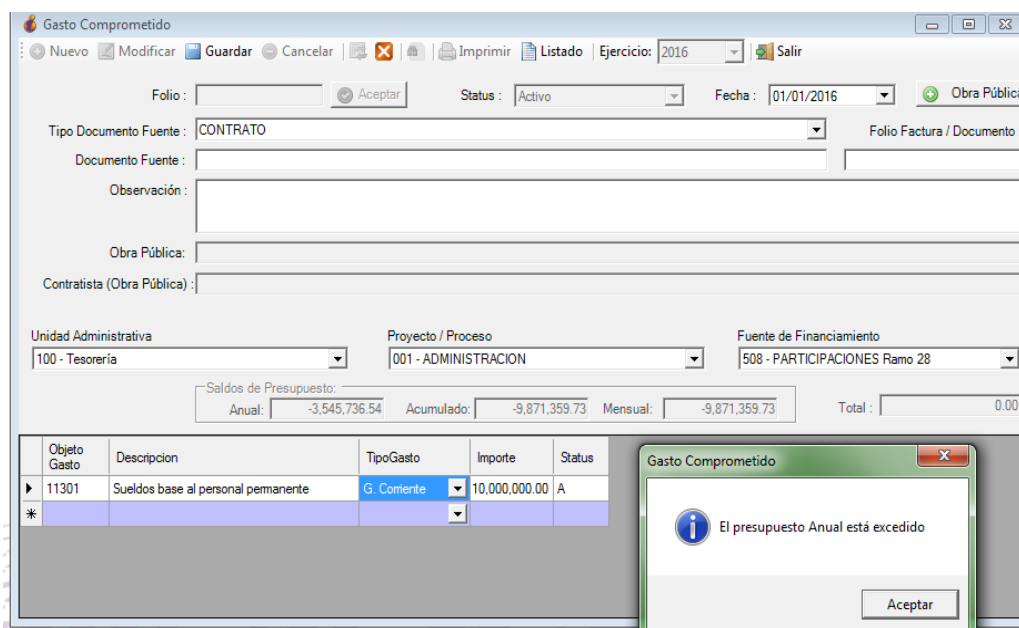 Gasto Comprometido
Nuevo Modificar Guardar Cancelar Imprimir Listado Ejercicio: 2016 Salir
Folio : Aceptar Status : Activo Fecha : 01/01/2016 Obra Pública
Tipo Documento Fuente : CONTRATO Folio Factura / Documento
Documento Fuente :
Observación :
Obra Pública:
Contratista (Obra Pública) :
Unidad Administrativa Proyecto / Proceso Fuente de Financiamiento
100 - Tesorería 001 - ADMINISTRACION 508 - PARTICIPACIONES Ramo 28
Saldos de Presupuesto:
Anual: -3,545,736.54 Acumulado: -9,871,359.73 Mensual: -9,871,359.73 Total : 0.00
Objeto Gasto Descripcion TipoGasto Importe Status
11301 Sueldos base al personal permanente G. Corriente 10,000,000.00 A
Gasto Comprometido
El presupuesto Anual está excedido
Aceptar